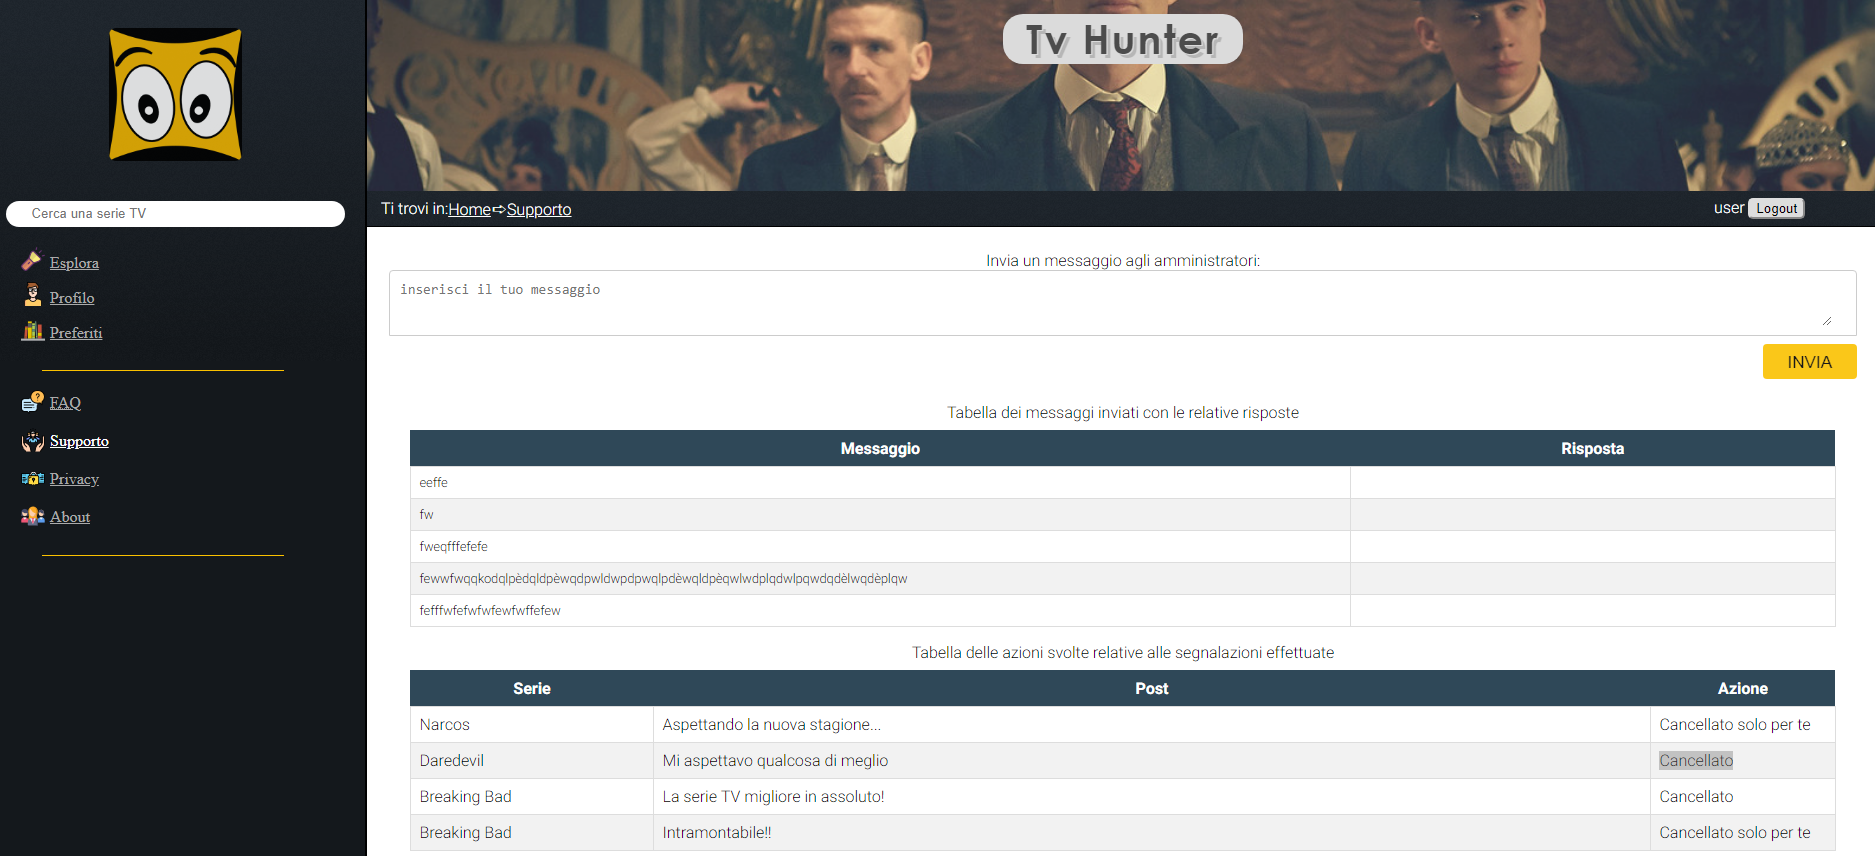 Tv Hunter
Cerca una serie TV
Esplora
Profilo
Preferiti
FAQ
Supporto
Privacy
About
Ti trovi in:Home➪Supporto
user Logout
Invia un messaggio agli amministratori:
inserisci il tuo messaggio
INVIA
Tabella dei messaggi inviati con le relative risposte
Messaggio Risposta
eeffe
fw
fweqfffefefe
fewwfwqqkodqlpèdqldpèwqdpwldwpdpwqlpdèwqldpèqwlwdplqdwlpqwdqdèlwqdèplqw
fefffwfefwfwfewfwffefew
Tabella delle azioni svolte relative alle segnalazioni effettuate
Serie Post Azione
Narcos Aspettando la nuova stagione... Cancellato solo per te
Daredevil Mi aspettavo qualcosa di meglio Cancellato
Breaking Bad La serie TV migliore in assoluto! Cancellato
Breaking Bad Intramontabile!! Cancellato solo per te